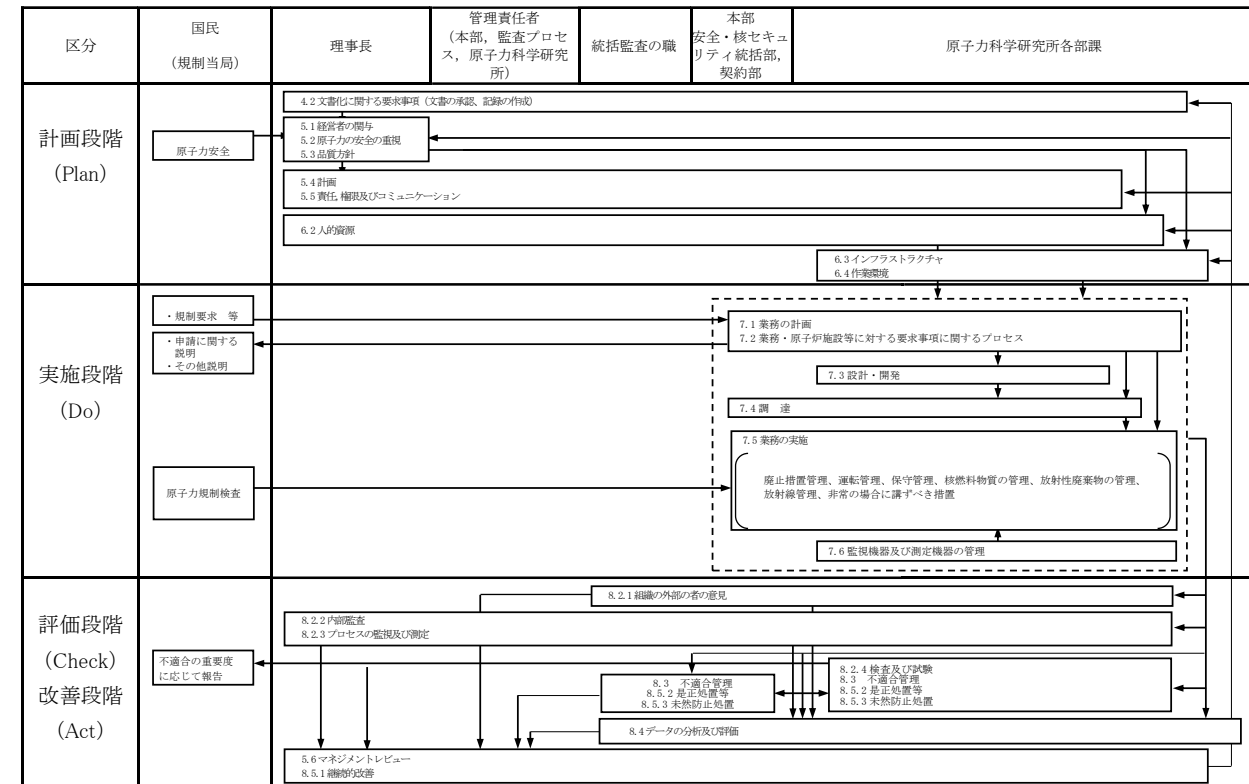 区分
国民
（規制当局）
理事長
管理責任者
（本部，監査プロセ
ス，原子力科学研究
所）
統括監査の職
本部
安全・核セキュ
リティ統括部，
契約部
原子力科学研究所各部課
計画段階
（Plan）
原子力安全
4.2 文書化に関する要求事項（文書の承認、記録の作成）
5.1 経営者の関与
5.2 原子力の安全の重視
5.3 品質方針
5.4 計画
5.5 責任，権限及びコミュニケーション
6.2 人的資源
6.3 インフラストラクチャ
6.4 作業環境
実施段階
（Do）
・規制要求　等
・申請に関する
説明
・その他説明
原子力規制検査
7.1 業務の計画
7.2 業務・原子炉施設等に対する要求事項に関するプロセス
7.3 設計・開発
7.4 調　達
7.5 業務の実施
廃止措置管理、運転管理、保守管理、核燃料物質の管理、放射性廃棄物の管理、
放射線管理、非常の場合に講ずべき措置
7.6 監視機器及び測定機器の管理
評価段階
（Check）
改善段階
（Act）
不適合の重要度
に応じて報告
8.2.1 組織の外部の者の意見
8.2.2 内部監査
8.2.3 プロセスの監視及び測定
8.3　不適合管理
8.5.2 是正処置等
8.5.3 未然防止処置
8.2.4 検査及び試験
8.3　不適合管理
8.5.2 是正処置等
8.5.3 未然防止処置
8.4 データの分析及び評価
5.6 マネジメントレビュー
8.5.1 継続的改善